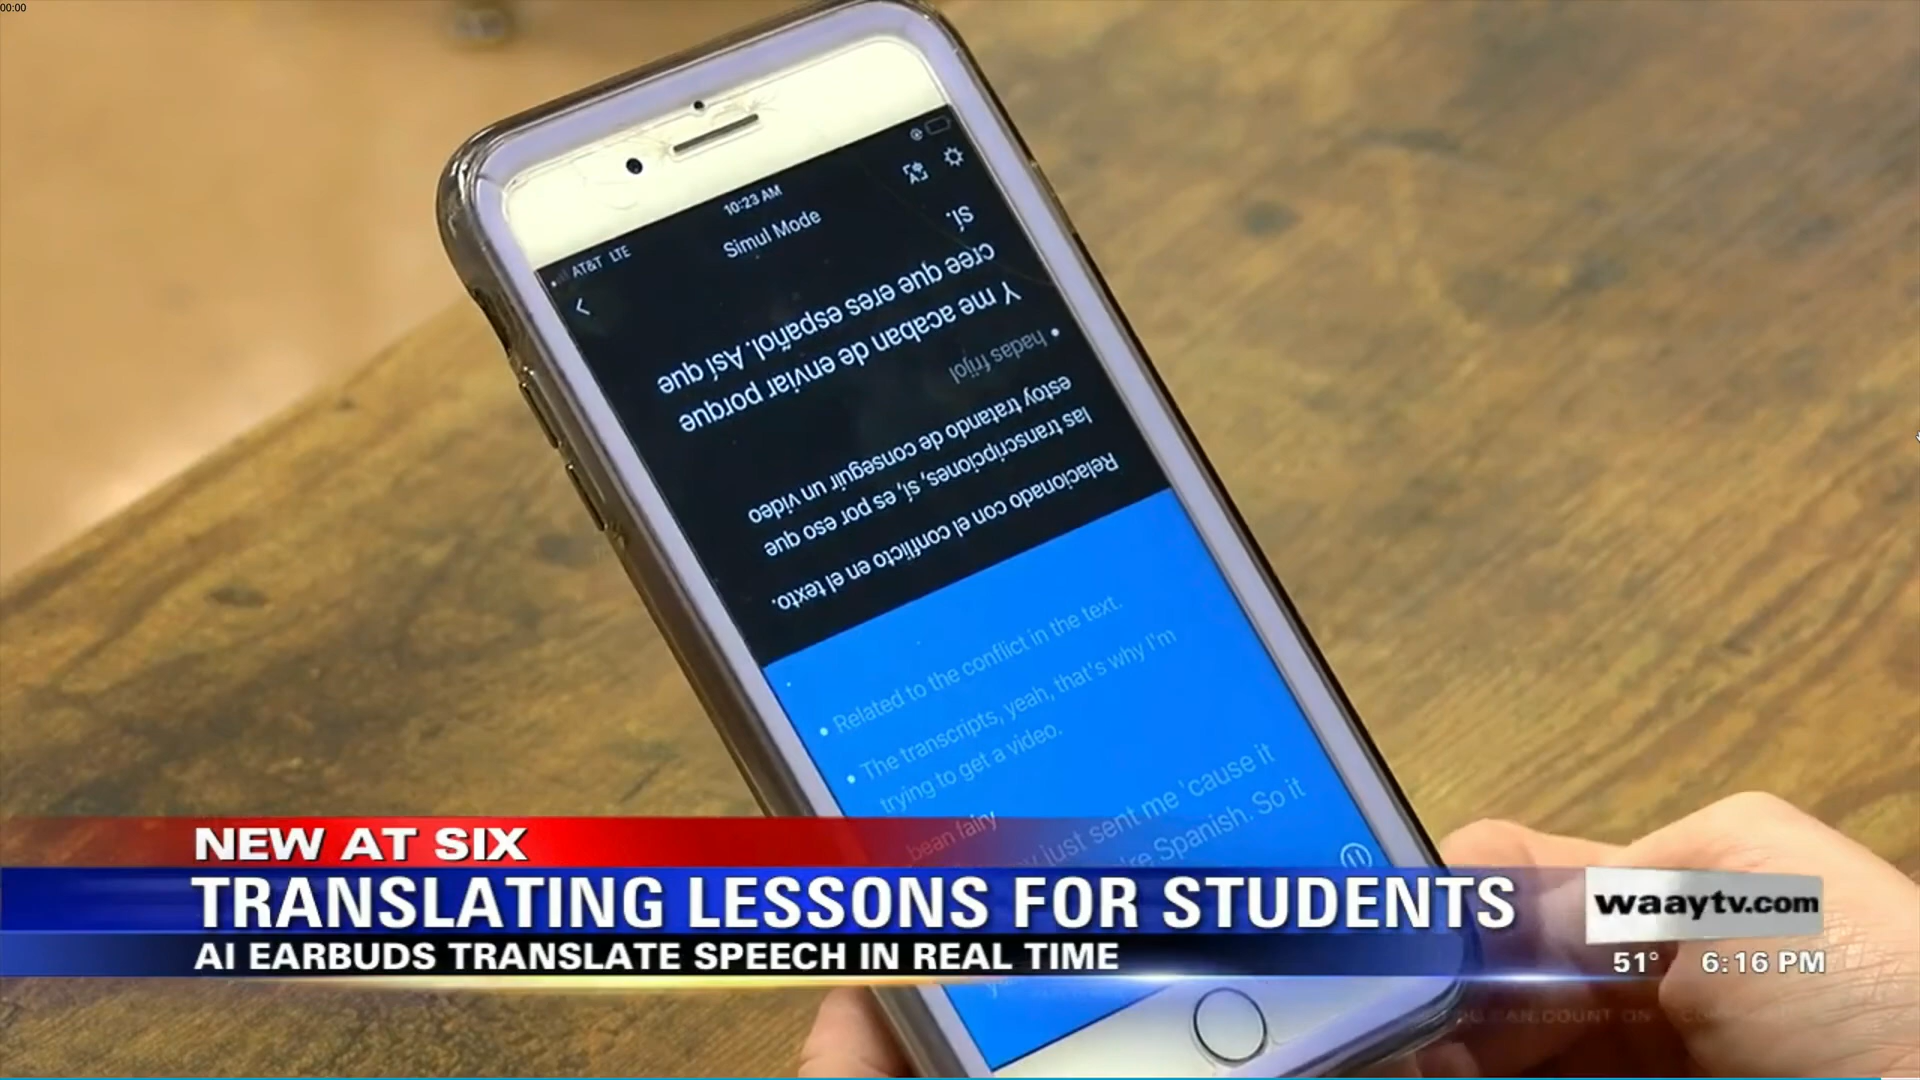 00:00
AT&T LTE
10:23 AM
Simul Mode
Relacionado con el conflicto en el texto.
las transcripciones, sí, es por eso que
estoy tratando de conseguir un video
hadas frijol
Y me acaban de enviar porque
cree que eres español. Así que
sí.
Related to the conflict in the text.
The transcripts, yeah, that's why I'm
trying to get a video.
bean fairy
just sent me 'cause it
Spanish. So it
NEW AT SIX
TRANSLATING LESSONS FOR STUDENTS
AI EARBUDS TRANSLATE SPEECH IN REAL TIME
waaytv.com
51° 6:16 PM
CAN COUNT ON